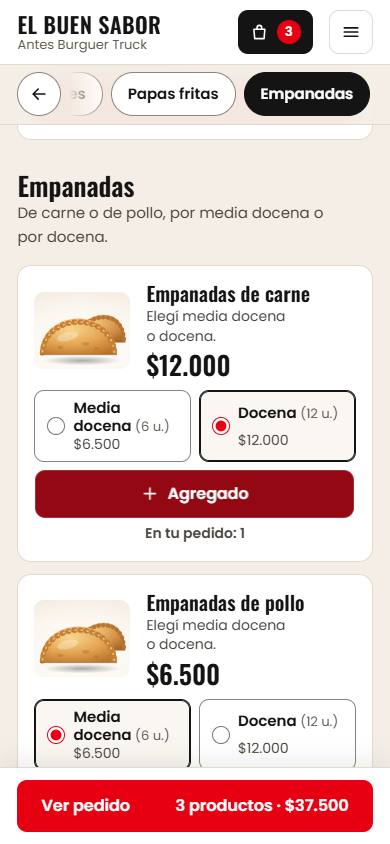 EL BUEN SABOR
Antes Burguer Truck
3
es
Papas fritas
Empanadas
Empanadas
De carne o de pollo, por media docena o
por docena.
Empanadas de carne
Elegí media docena
o docena.
$12.000
Media
docena (6 u.)
$6.500
Docena (12 u.)
$12.000
Agregado
En tu pedido: 1
Empanadas de pollo
Elegí media docena
o docena.
$6.500
Media
docena (6 u.)
$6.500
Docena (12 u.)
$12.000
Ver pedido
3 productos · $37.500